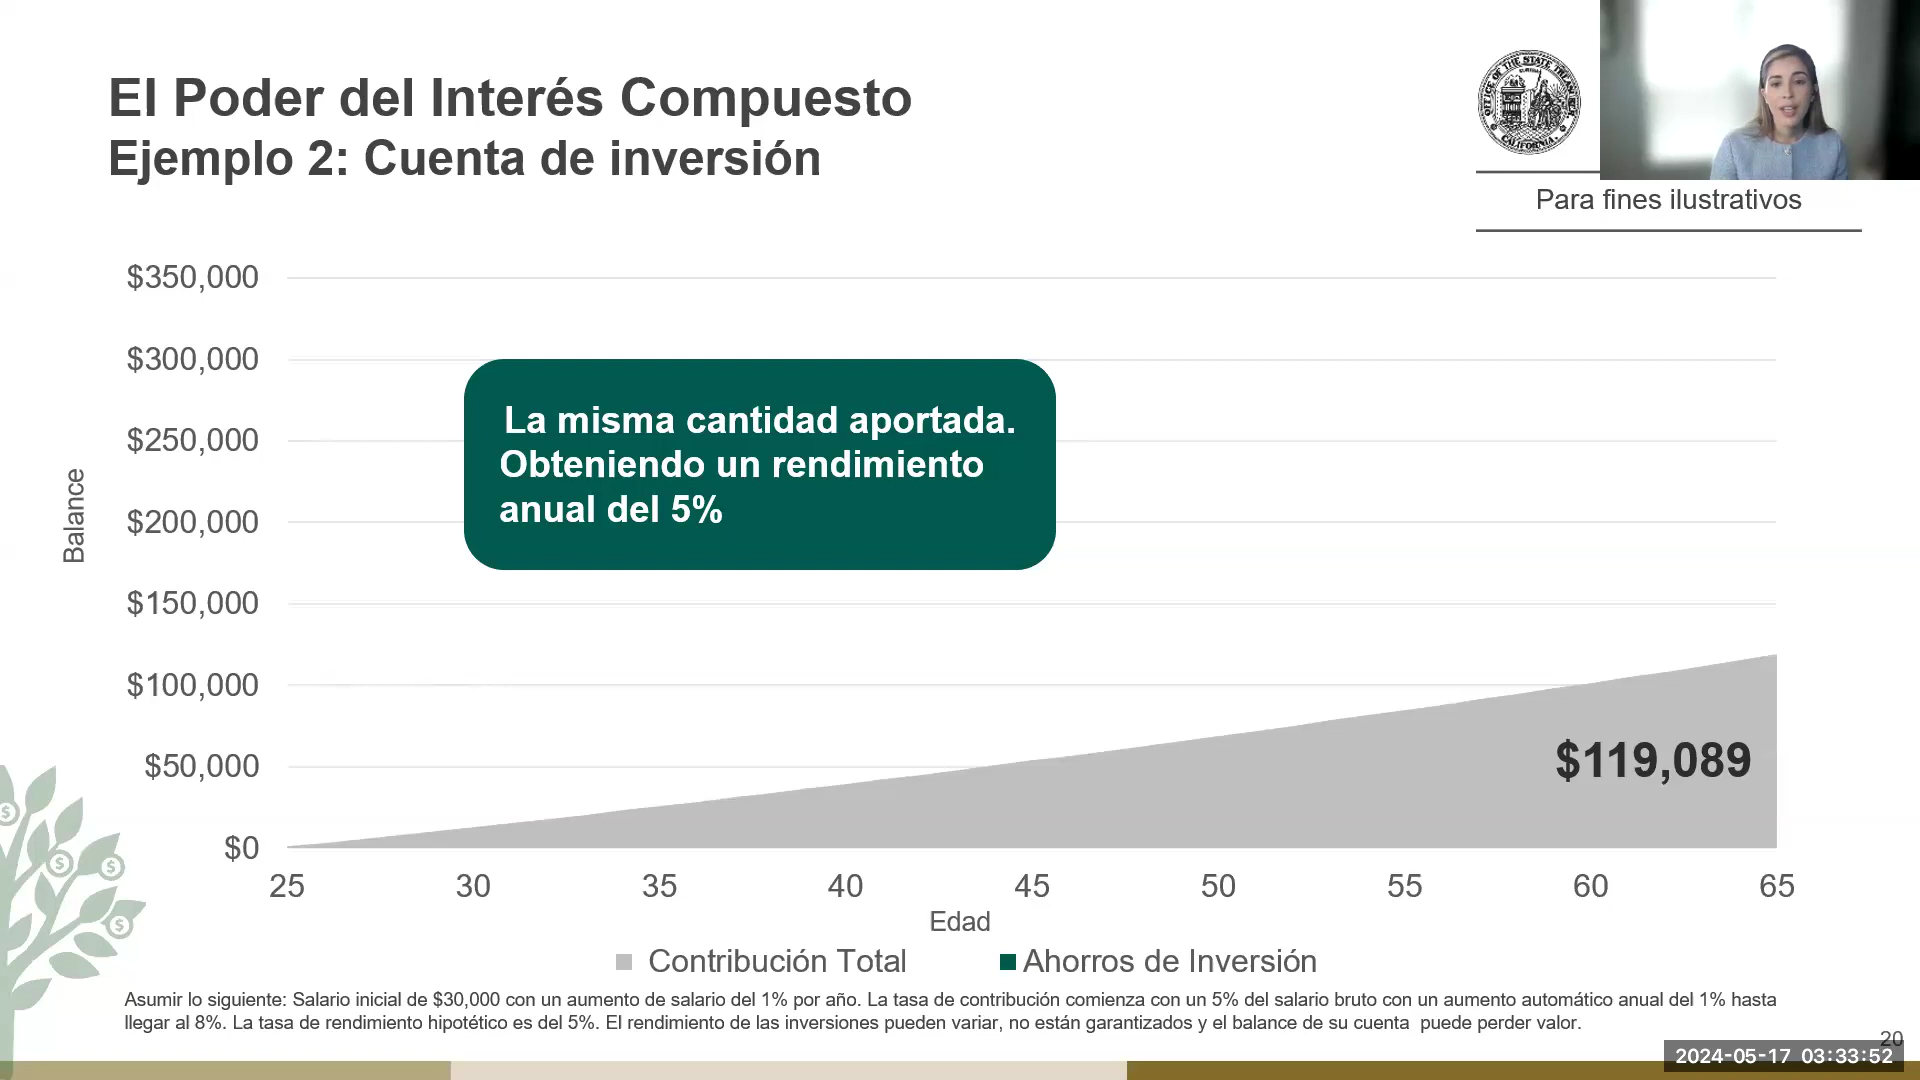 El Poder del Interés Compuesto
Ejemplo 2: Cuenta de inversión
OFFICE OF THE STATE TREASURER
CALIFORNIA
Para fines ilustrativos
$350,000
$300,000
$250,000
$200,000
$150,000
$100,000
$50,000
$0
Balance
La misma cantidad aportada.
Obteniendo un rendimiento
anual del 5%
$119,089
25 30 35 40 45 50 55 60 65
Edad
Contribución Total Ahorros de Inversión
Asumir lo siguiente: Salario inicial de $30,000 con un aumento de salario del 1% por año. La tasa de contribución comienza con un 5% del salario bruto con un aumento automático anual del 1% hasta
llegar al 8%. La tasa de rendimiento hipotético es del 5%. El rendimiento de las inversiones pueden variar, no están garantizados y el balance de su cuenta puede perder valor.
20
2024-05-17 03:33:52